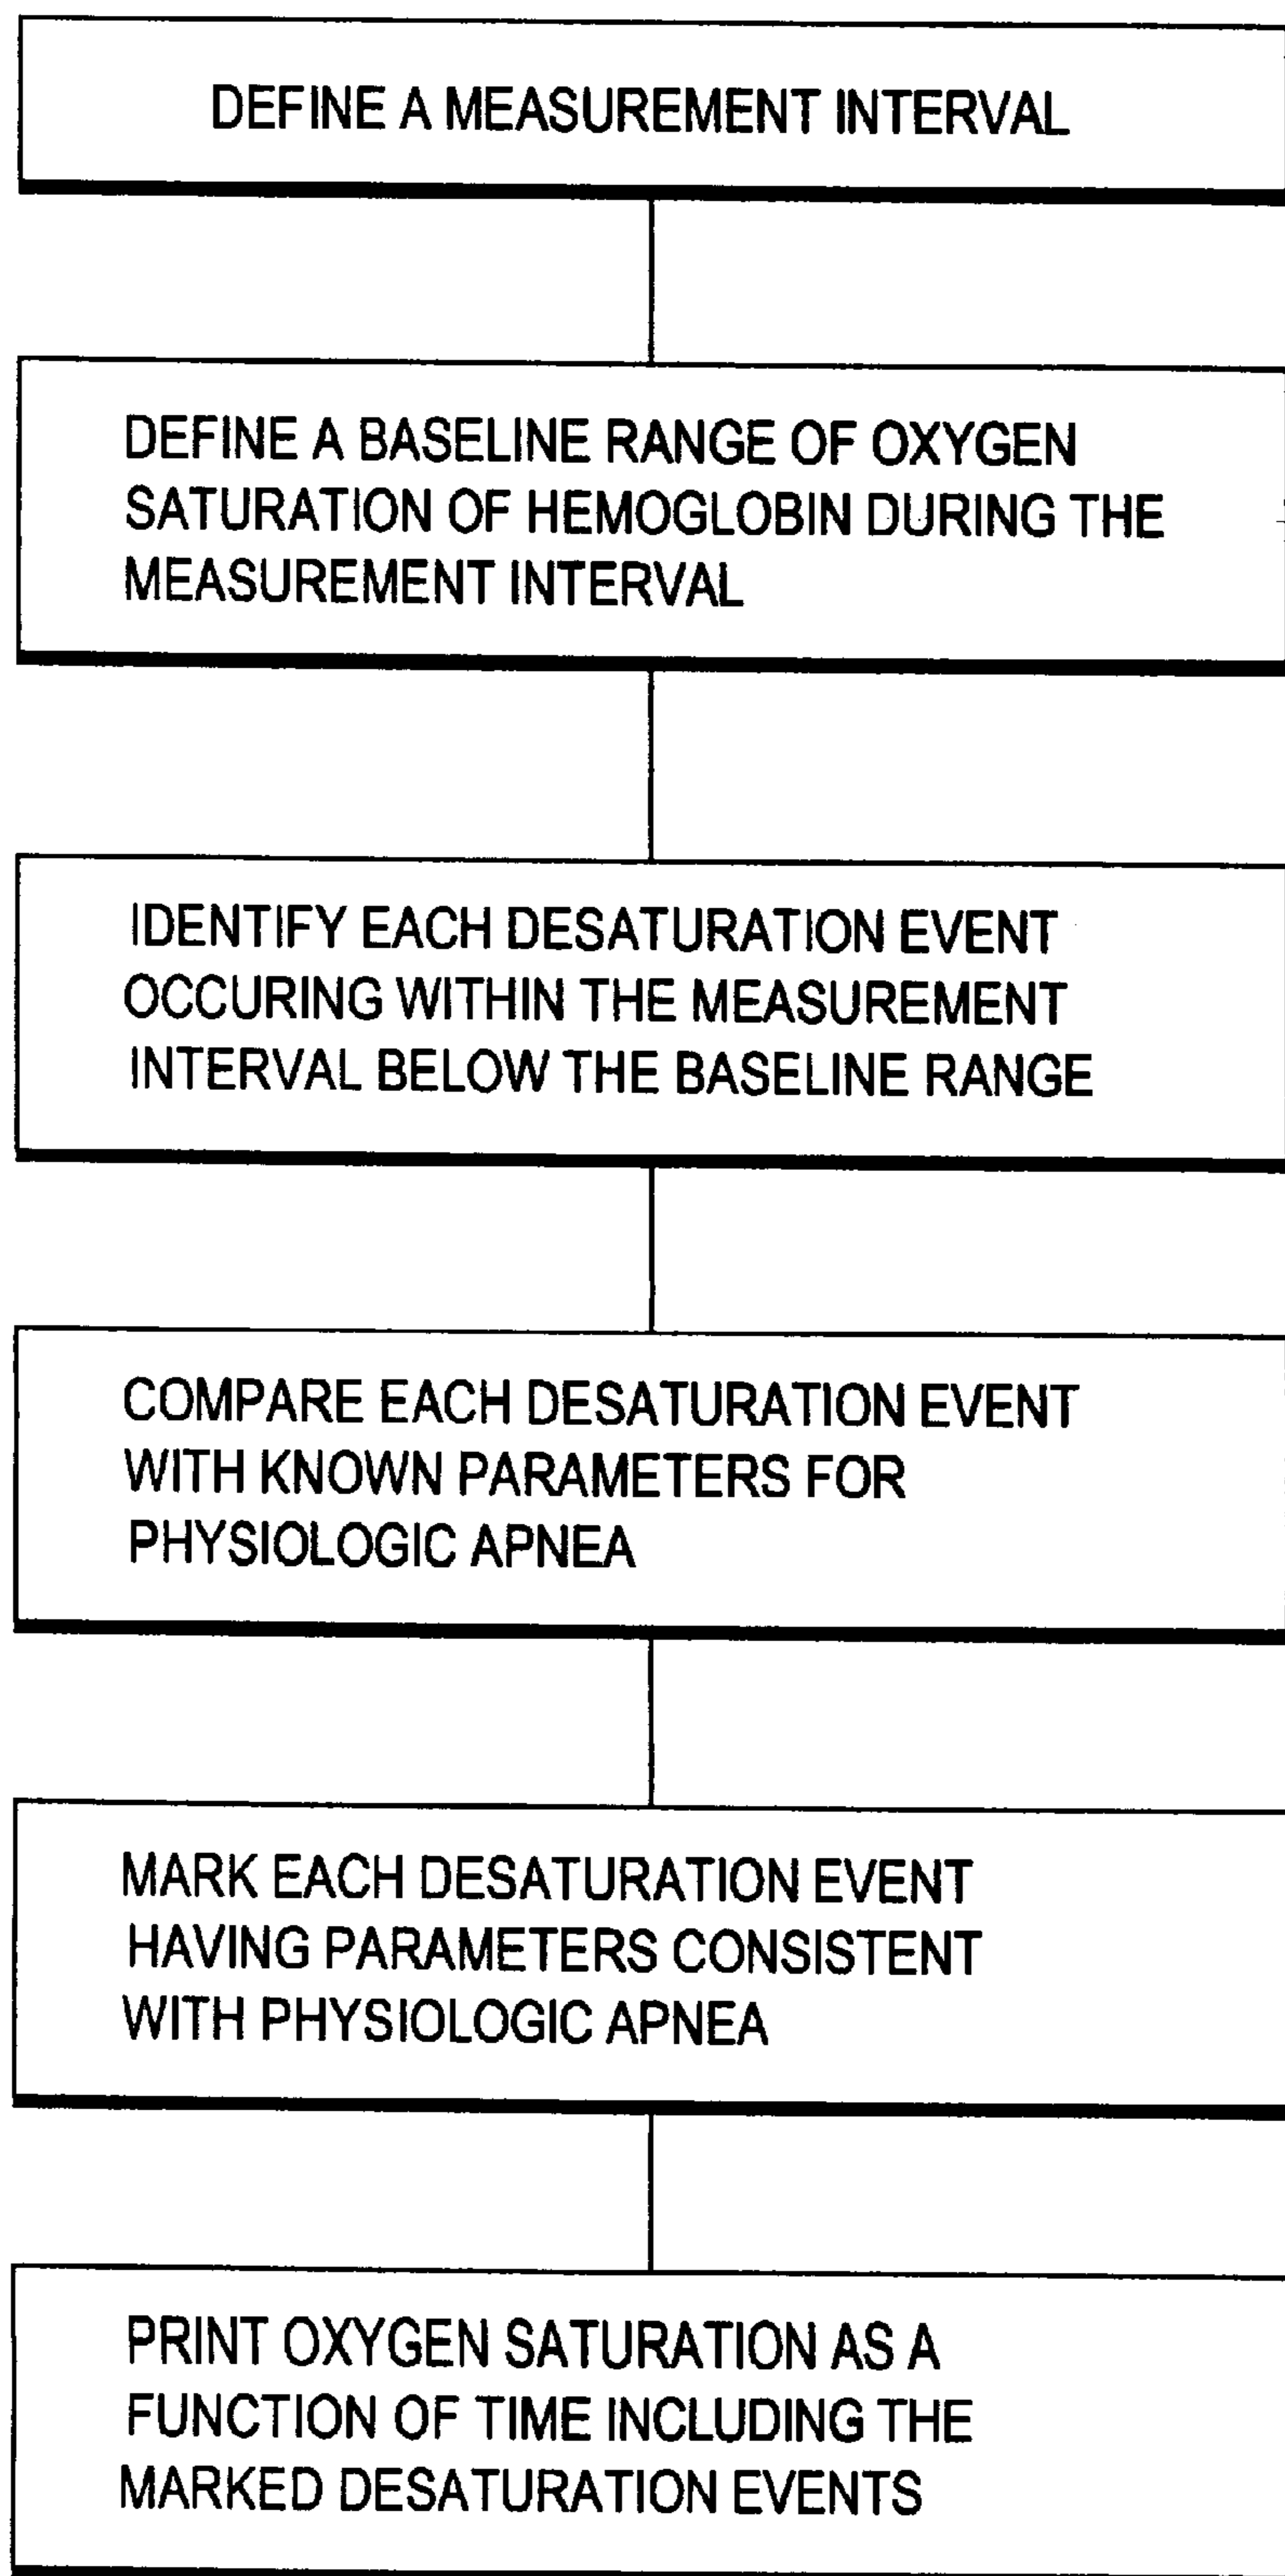 DEFINE A MEASUREMENT INTERVAL
DEFINE A BASELINE RANGE OF OXYGEN
SATURATION OF HEMOGLOBIN DURING THE
MEASUREMENT INTERVAL
IDENTIFY EACH DESATURATION EVENT
OCCURING WITHIN THE MEASUREMENT
INTERVAL BELOW THE BASELINE RANGE
COMPARE EACH DESATURATION EVENT
WITH KNOWN PARAMETERS FOR
PHYSIOLOGIC APNEA
MARK EACH DESATURATION EVENT
HAVING PARAMETERS CONSISTENT
WITH PHYSIOLOGIC APNEA
PRINT OXYGEN SATURATION AS A
FUNCTION OF TIME INCLUDING THE
MARKED DESATURATION EVENTS